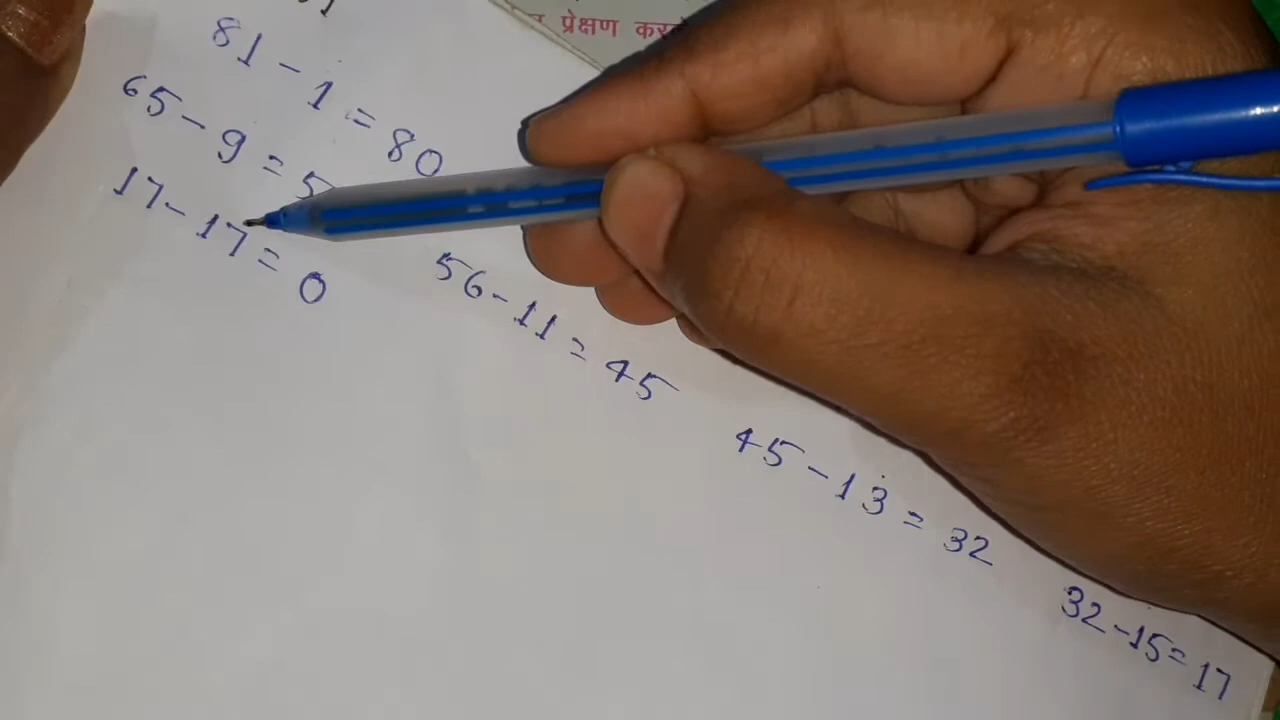 प्रेक्षण
81 - 1 = 80
65 - 9 = 5
56 - 11 = 45
45 - 13 = 32
32 - 15 = 17
17 - 17 = 0